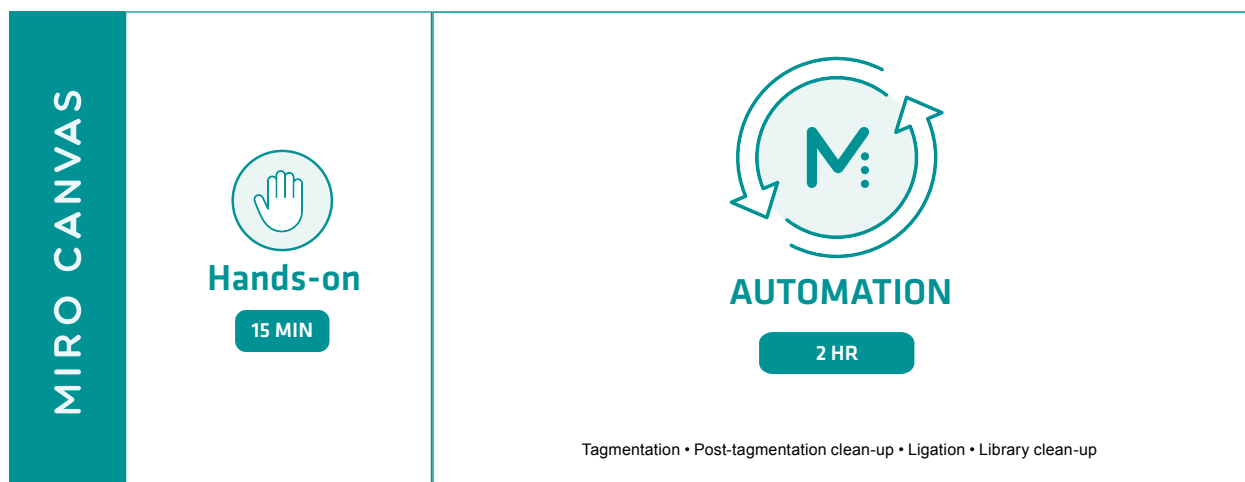 MIRO CANVAS
Hands-on
15 MIN
M
AUTOMATION
2 HR
Tagmentation • Post-tagmentation clean-up • Ligation • Library clean-up